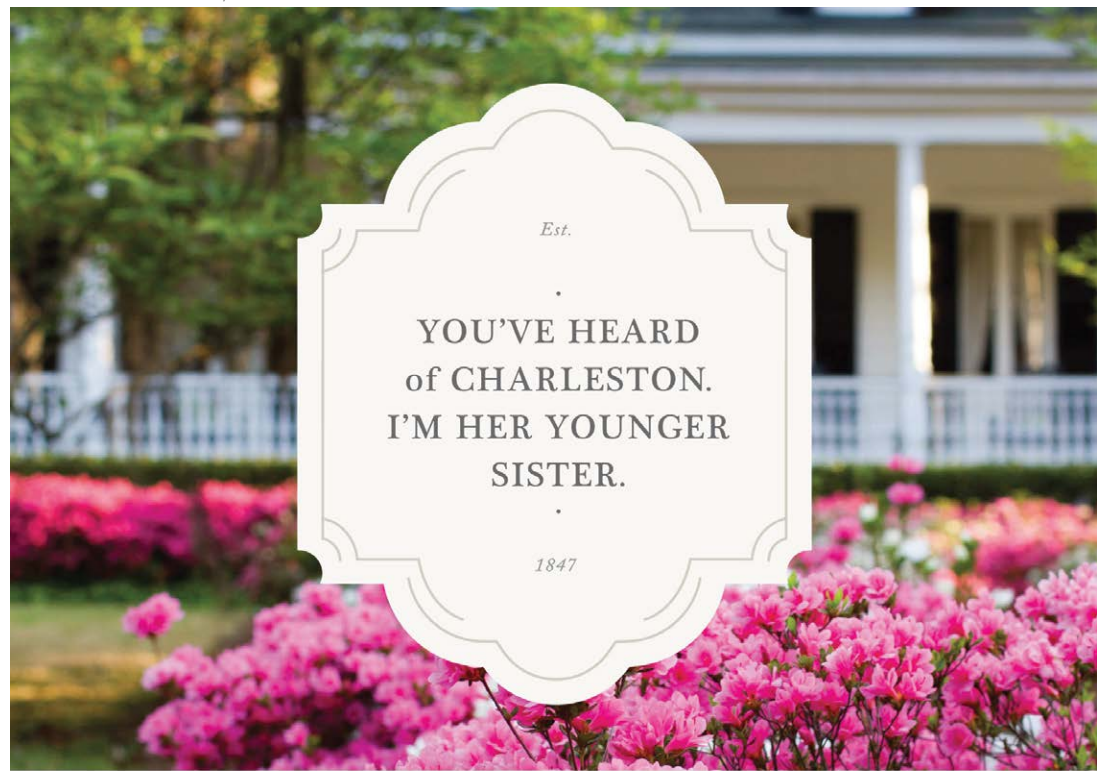 Est.
YOU’VE HEARD
of CHARLESTON.
I’M HER YOUNGER
SISTER.
1847